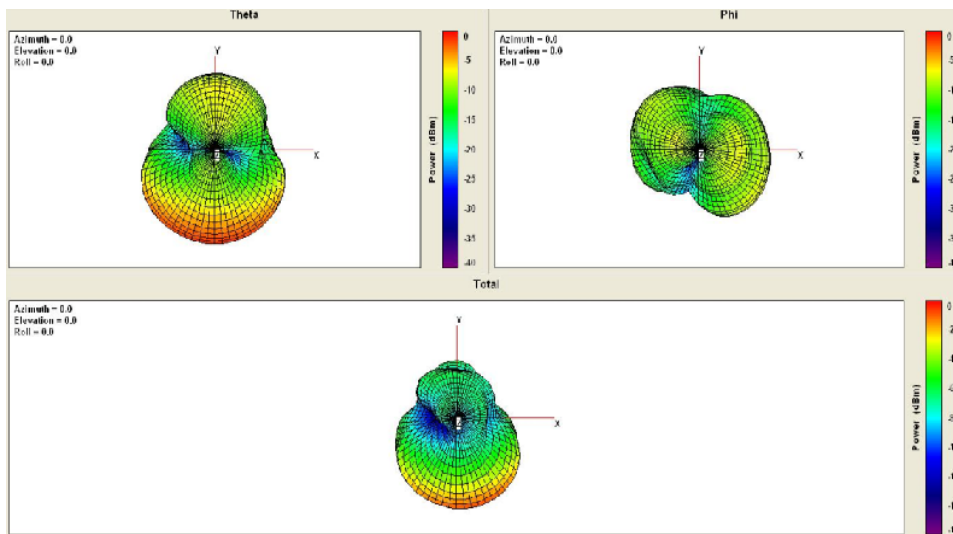 Theta
Azimuth = 0.0
Elevation = 0.0
Roll = 0.0
Y
X
Z
0
-5
-10
-15
-20
-25
-30
-35
-40
Power (dBm)
Phi
Azimuth = 0.0
Elevation = 0.0
Roll = 0.0
Y
X
0
-5
Power (dBm)
Total
Azimuth = 0.0
Elevation = 0.0
Roll = 0.0
Y
X
Z
0
Power (dBm)